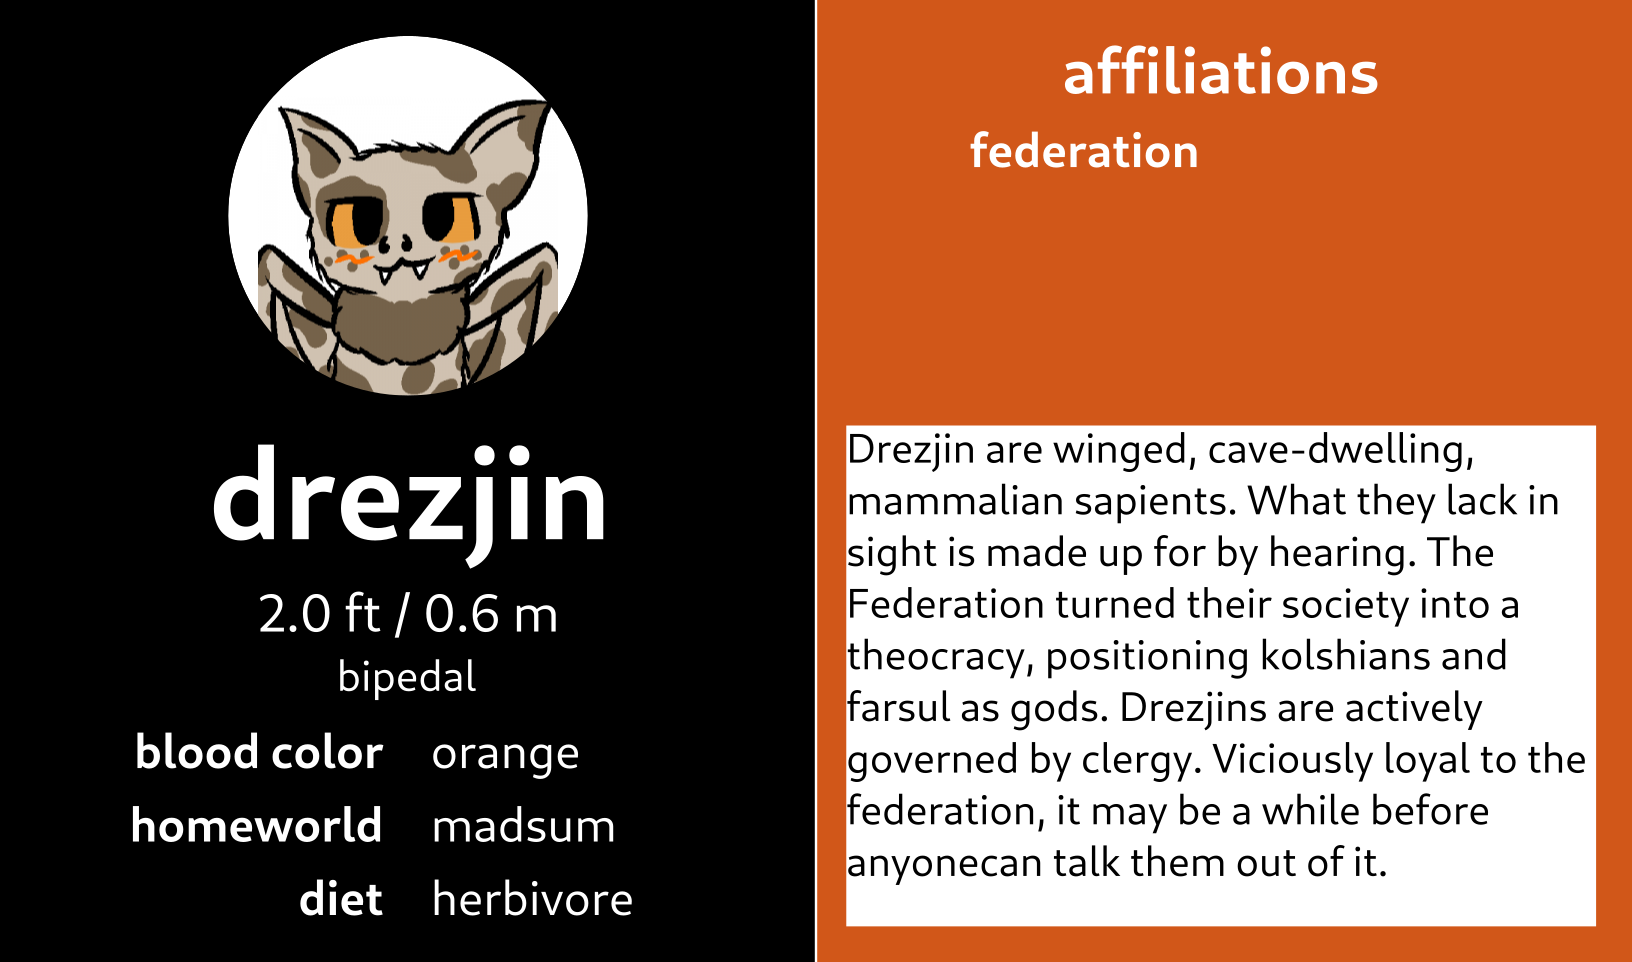 drezjin
2.0 ft / 0.6 m
bipedal
blood color orange
homeworld madsum
diet herbivore
affiliations
federation
Drezjin are winged, cave-dwelling,
mammalian sapients. What they lack in
sight is made up for by hearing. The
Federation turned their society into a
theocracy, positioning kolshians and
farsul as gods. Drezjins are actively
governed by clergy. Viciously loyal to the
federation, it may be a while before
anyonecan talk them out of it.